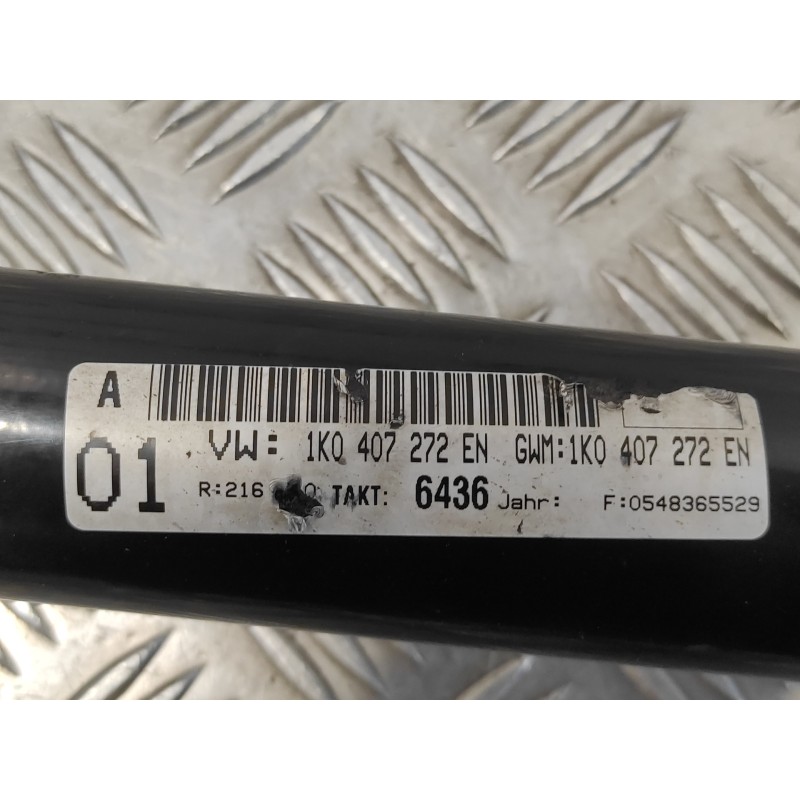 A
01 VW: 1K0 407 272 EN GWM:1K0 407 272 EN
R:216 TAKT: 6436 Jahr: F:0548365529